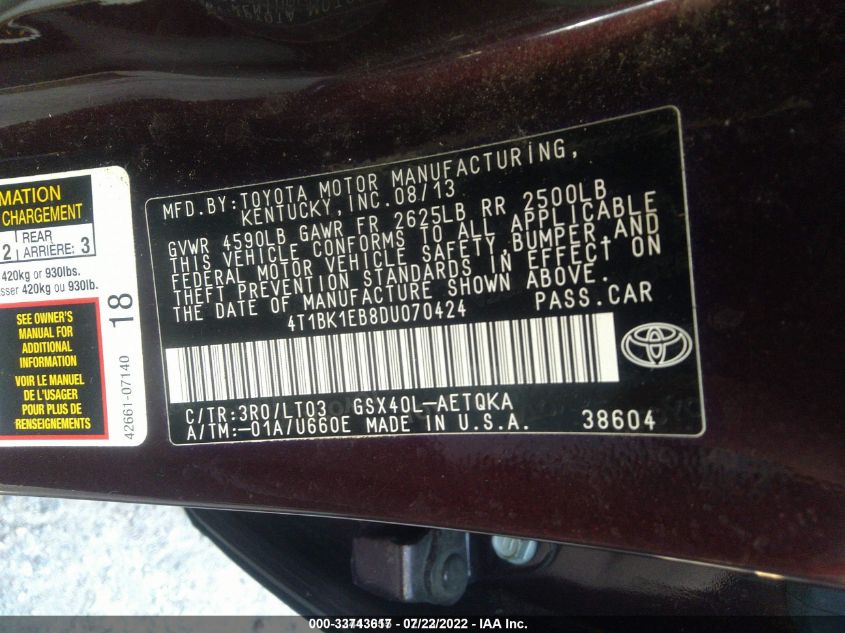 MATION
CHARGEMENT
2 REAR ARRIÈRE: 3
420kg or 930lbs.
sser 420kg ou 930lb.
SEE OWNER'S
MANUAL FOR
ADDITIONAL
INFORMATION
VOIR LE MANUEL
DE L'USAGER
POUR PLUS DE
RENSEIGNEMENTS
18
42661-07140
MFD.BY:TOYOTA MOTOR MANUFACTURING,
KENTUCKY, INC.08/13
GVWR 4590LB GAWR FR 2625LB RR 2500LB
THIS VEHICLE CONFORMS TO ALL APPLICABLE
FEDERAL MOTOR VEHICLE SAFETY,BUMPER,AND
THEFT PREVENTION STANDARDS IN EFFECT ON
THE DATE OF MANUFACTURE SHOWN ABOVE.
4T1BK1EB8DU070424 PASS.CAR
C/TR:3R0/LT03 GSX40L-AETQKA
A/TM:-01A/U660E MADE IN U.S.A. 38604
000-33743617 - 07/22/2022 - IAA Inc.